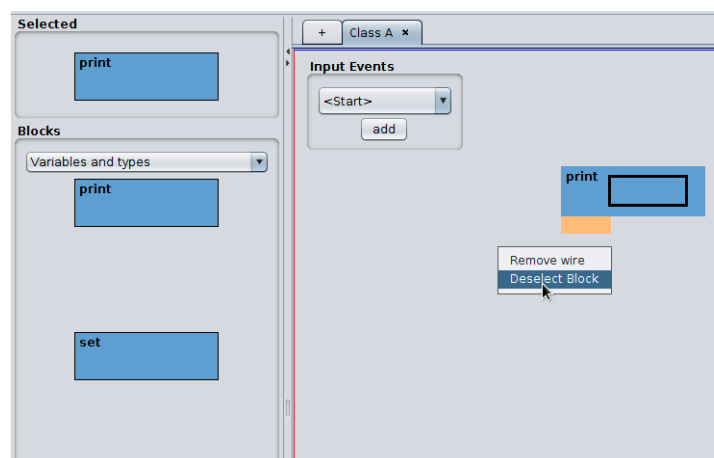 Selected
print
Blocks
Variables and types
print
set
+
Class A ×
Input Events
<Start>
add
print
Remove wire
Deselect Block